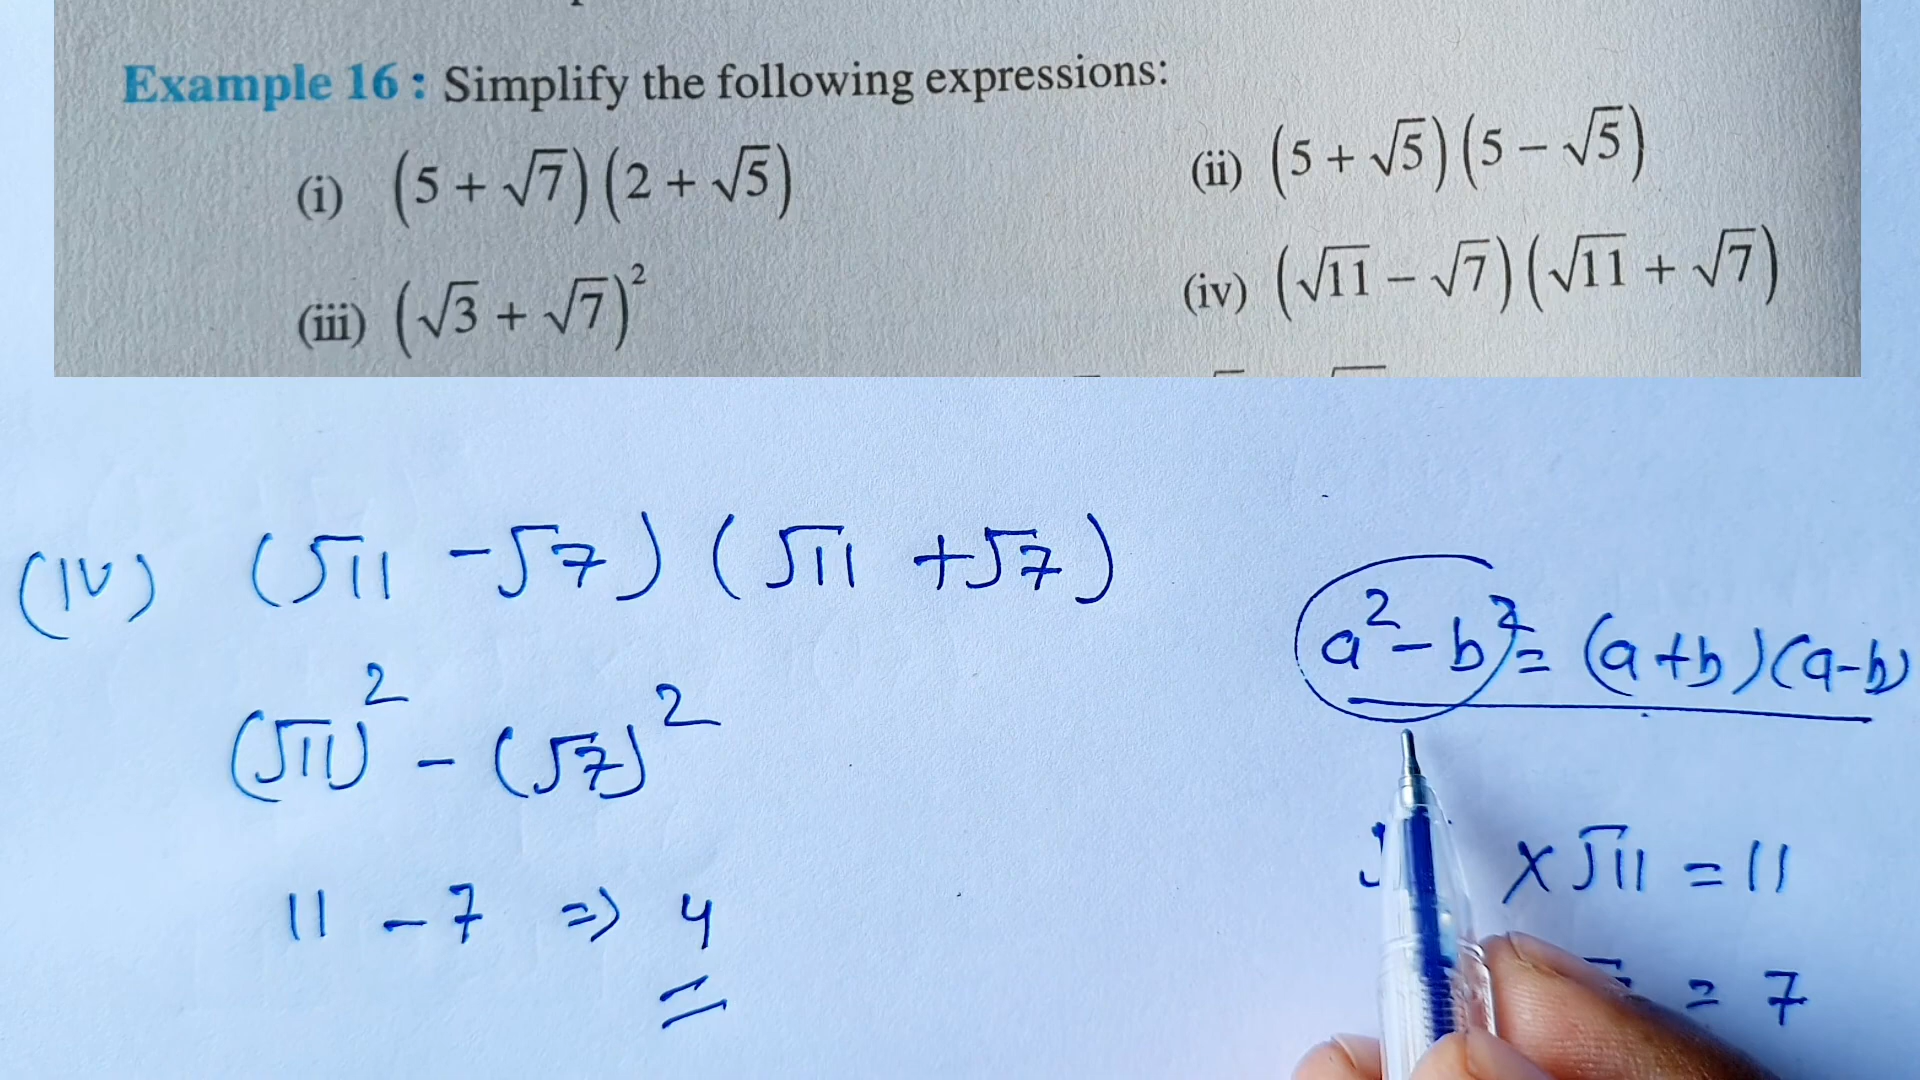 Example 16 : Simplify the following expressions:
(i) (5 + √7)(2 + √5)
(ii) (5 + √5)(5 − √5)
(iii) (√3 + √7)²
(iv) (√11 − √7)(√11 + √7)
(IV) (√11 − √7) (√11 + √7)
(√11)² − (√7)²
11 − 7 ⇒ 4
a² − b² = (a+b)(a−b)
× √11 = 11
= 7